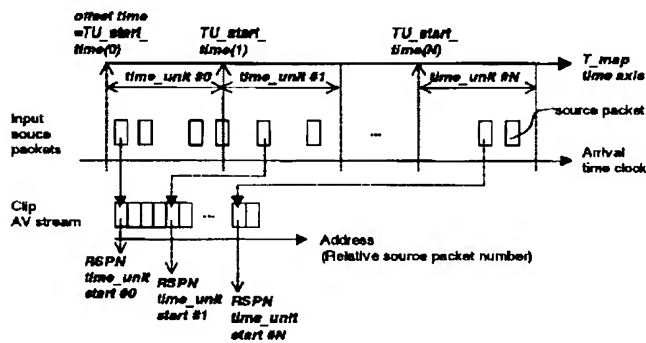 offset time
=TU_start_
time(0)
TU_start_
time(1)
TU_start_
time(N)
T_map
time axis
time_unit #0
time_unit #1
time_unit #N
source packet
Input
souce
packets
...
Arrival
time clock
Clip
AV stream
...
Address
(Relative source packet number)
RSPN
time_unit
start #0
RSPN
time_unit
start #1
RSPN
time_unit
start #N